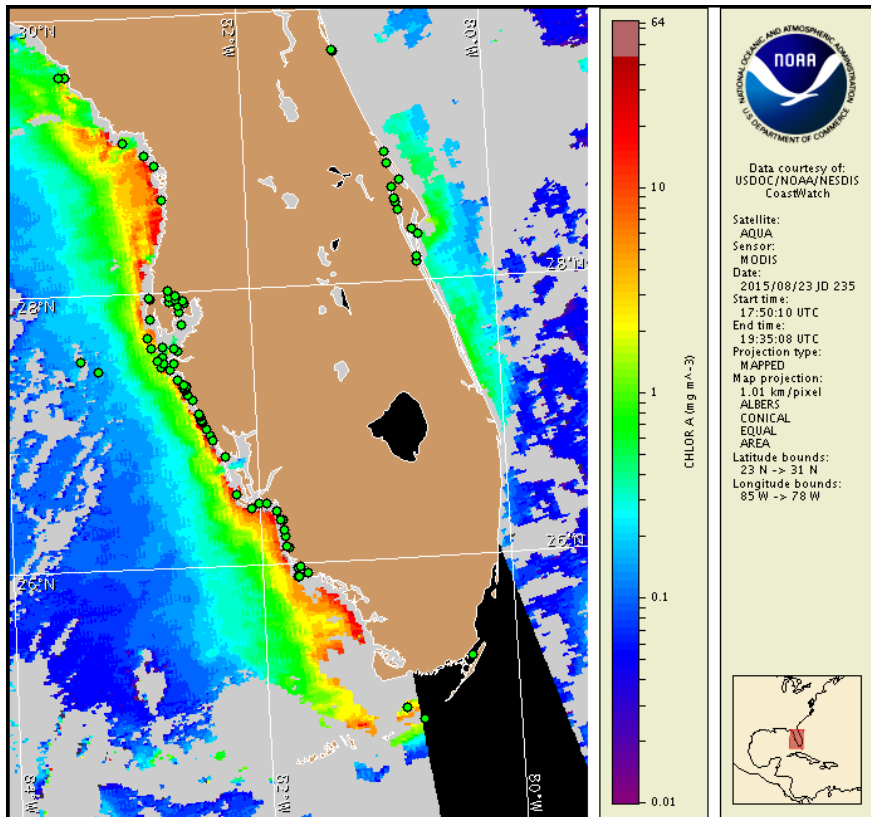 30°N
82°W
80°W
28°N
28°N
26°N
26°N
84°W
82°W
80°W
64
10
1
0.1
0.01
CHLOR A (mg m^-3)
NATIONAL OCEANIC AND ATMOSPHERIC ADMINISTRATION
NOAA
U.S. DEPARTMENT OF COMMERCE
Data courtesy of:
USDOC/NOAA/NESDIS
CoastWatch
Satellite:
AQUA
Sensor:
MODIS
Date:
2015/08/23 JD 235
Start time:
17:50:10 UTC
End time:
19:35:08 UTC
Projection type:
MAPPED
Map projection:
1.01 km/pixel
ALBERS
CONICAL
EQUAL
AREA
Latitude bounds:
23 N -> 31 N
Longitude bounds:
85 W -> 78 W